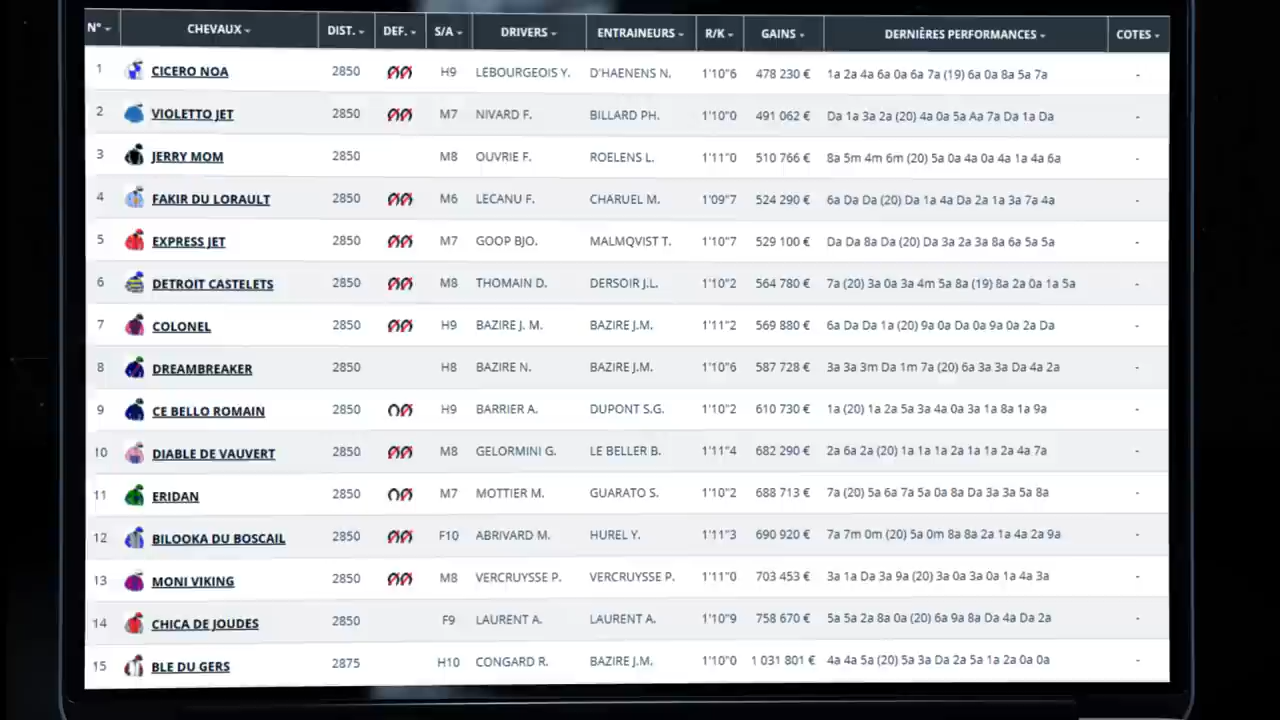 N° CHEVAUX DIST. DEF. S/A DRIVERS ENTRAINEURS R/K GAINS DERNIÈRES PERFORMANCES COTES
1 CICERO NOA 2850 H9 LEBOURGEOIS Y. D'HAENENS N. 1'10"6 478 230 € 1a 2a 4a 6a 0a 6a 7a (19) 6a 0a 8a 5a 7a -
2 VIOLETTO JET 2850 M7 NIVARD F. BILLARD PH. 1'10"0 491 062 € Da 1a 3a 2a (20) 4a 0a 5a Aa 7a Da 1a Da -
3 JERRY MOM 2850 M8 OUVRIE F. ROELENS L. 1'11"0 510 766 € 8a 5m 4m 6m (20) 5a 0a 4a 0a 4a 1a 4a 6a -
4 FAKIR DU LORAULT 2850 M6 LECANU F. CHARUEL M. 1'09"7 524 290 € 6a Da Da (20) Da 1a 4a Da 2a 1a 3a 7a 4a -
5 EXPRESS JET 2850 M7 GOOP BJO. MALMQVIST T. 1'10"7 529 100 € Da Da 8a Da (20) Da 3a 2a 3a 8a 6a 5a 5a -
6 DETROIT CASTELETS 2850 M8 THOMAIN D. DERSOIR J.L. 1'10"2 564 780 € 7a (20) 3a 0a 3a 4m 5a 8a (19) 8a 2a 0a 1a 5a -
7 COLONEL 2850 H9 BAZIRE J. M. BAZIRE J.M. 1'11"2 569 880 € 6a Da Da 1a (20) 9a 0a Da 0a 9a 0a 2a Da -
8 DREAMBREAKER 2850 H8 BAZIRE N. BAZIRE J.M. 1'10"6 587 728 € 3a 3a 3m Da 1m 7a (20) 6a 3a 3a Da 4a 2a -
9 CE BELLO ROMAIN 2850 H9 BARRIER A. DUPONT S.G. 1'10"2 610 730 € 1a (20) 1a 2a 5a 3a 4a 0a 3a 1a 8a 1a 9a -
10 DIABLE DE VAUVERT 2850 M8 GELORMINI G. LE BELLER B. 1'11"4 682 290 € 2a 6a 2a (20) 1a 1a 1a 2a 1a 1a 2a 4a 7a -
11 ERIDAN 2850 M7 MOTTIER M. GUARATO S. 1'10"2 688 713 € 7a (20) 5a 6a 7a 5a 0a 8a Da 3a 3a 5a 8a -
12 BILOOKA DU BOSCAIL 2850 F10 ABRIVARD M. HUREL Y. 1'11"3 690 920 € 7a 7m 0m (20) 5a 0m 8a 8a 2a 1a 4a 2a 9a -
13 MONI VIKING 2850 M8 VERCRUYSSE P. VERCRUYSSE P. 1'11"0 703 453 € 3a 1a Da 3a 9a (20) 3a 0a 3a 0a 1a 4a 3a -
14 CHICA DE JOUDES 2850 F9 LAURENT A. LAURENT A. 1'10"9 758 670 € 5a 5a 2a 8a 0a (20) 6a 9a 8a Da 4a Da 2a -
15 BLE DU GERS 2875 H10 CONGARD R. BAZIRE J.M. 1'10"0 1 031 801 € 4a 4a 5a (20) 5a 3a Da 2a 5a 1a 2a 0a 0a -